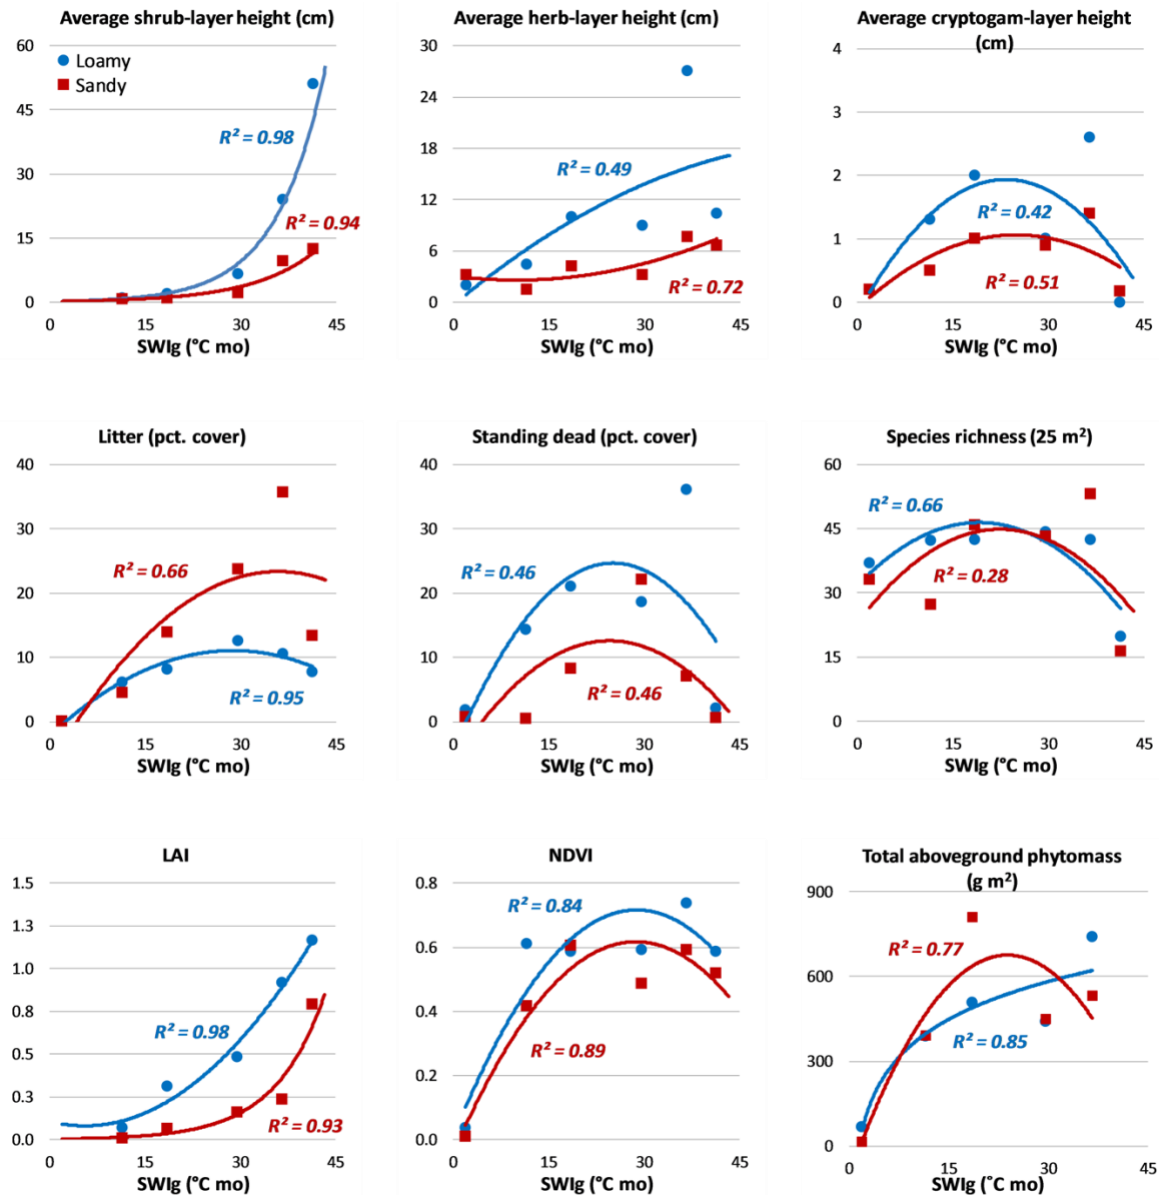 Average shrub-layer height (cm)
60
45
30
15
0
Loamy
Sandy
R² = 0.98
R² = 0.94
0 15 30 45
SWIg (°C mo)
Average herb-layer height (cm)
30
24
18
12
6
0
R² = 0.49
R² = 0.72
0 15 30 45
SWIg (°C mo)
Average cryptogam-layer height
(cm)
4
3
2
1
0
R² = 0.42
R² = 0.51
0 15 30 45
SWIg (°C mo)
Litter (pct. cover)
40
30
20
10
0
R² = 0.66
R² = 0.95
0 15 30 45
SWIg (°C mo)
Standing dead (pct. cover)
40
30
20
10
0
R² = 0.46
R² = 0.46
0 15 30 45
SWIg (°C mo)
Species richness (25 m²)
60
45
30
15
0
R² = 0.66
R² = 0.28
0 15 30 45
SWIg (°C mo)
LAI
1.5
1.3
1.0
0.8
0.5
0.3
0.0
R² = 0.98
R² = 0.93
0 15 30 45
SWIg (°C mo)
NDVI
0.8
0.6
0.4
0.2
0.0
R² = 0.84
R² = 0.89
0 15 30 45
SWIg (°C mo)
Total aboveground phytomass
(g m²)
900
600
300
0
R² = 0.77
R² = 0.85
0 15 30 45
SWIg (°C mo)